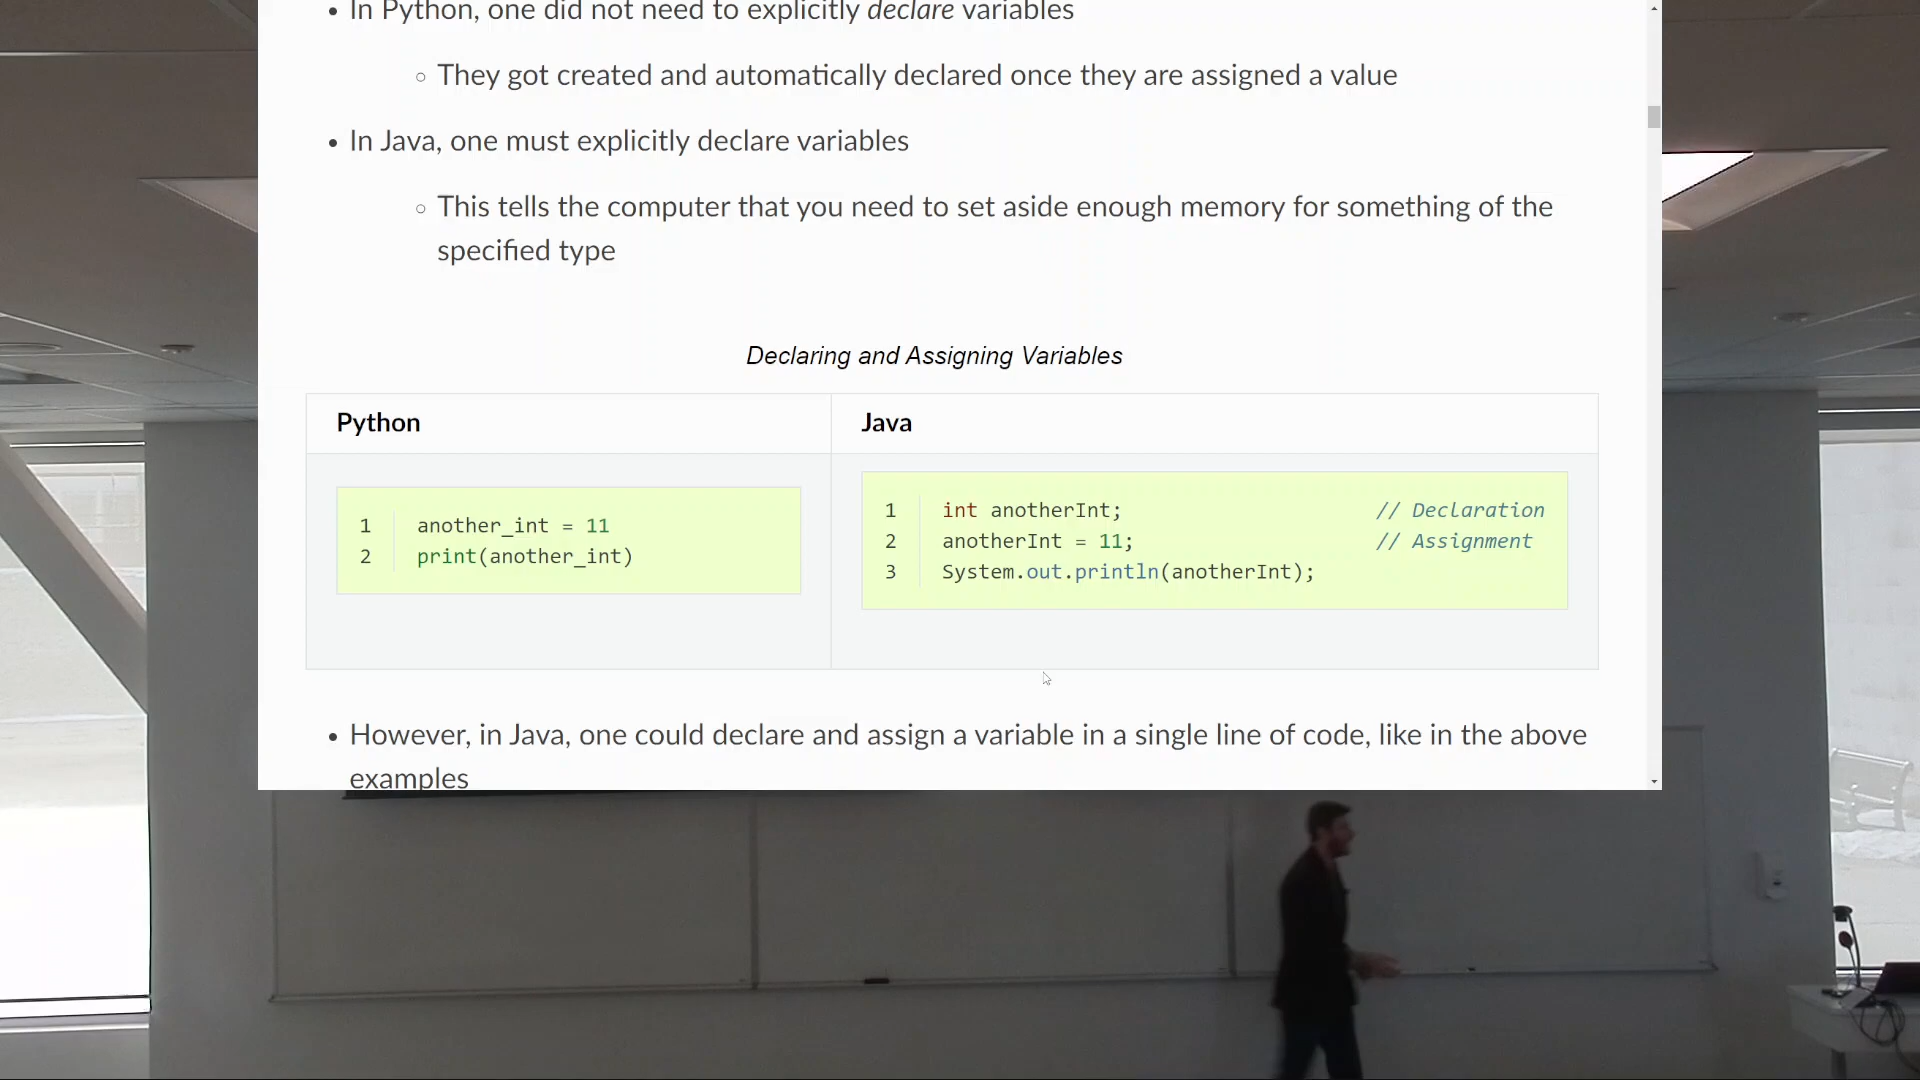 • In Python, one did not need to explicitly declare variables
○ They got created and automatically declared once they are assigned a value
• In Java, one must explicitly declare variables
○ This tells the computer that you need to set aside enough memory for something of the
specified type
Declaring and Assigning Variables
Python
1 another_int = 11
2 print(another_int)
Java
1 int anotherInt; // Declaration
2 anotherInt = 11; // Assignment
3 System.out.println(anotherInt);
• However, in Java, one could declare and assign a variable in a single line of code, like in the above
examples